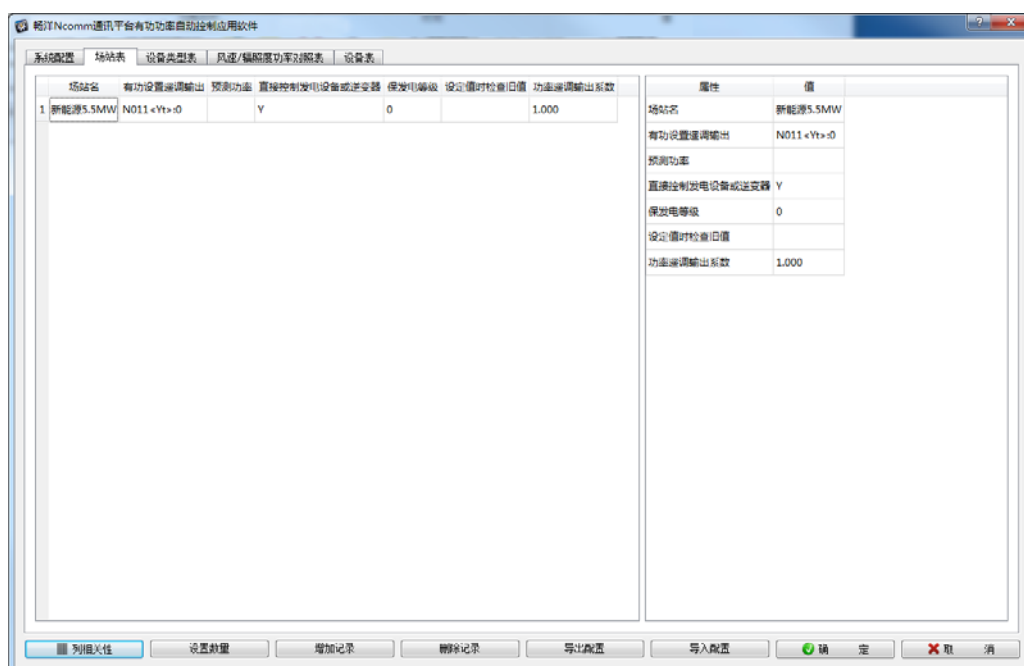 畅洋Ncomm通讯平台有功功率自动控制应用软件
系统配置 场站表 设备类型表 风速/辐照度功率对照表 设备表
场站名 有功设置遥调输出 预测功率 直接控制发电设备或逆变器 保发电等级 设定值时检查旧值 功率遥调输出系数
1 新能源5.5MW N011<Yt>:0 Y 0 1.000
属性 值
场站名 新能源5.5MW
有功设置遥调输出 N011<Yt>:0
预测功率
直接控制发电设备或逆变器 Y
保发电等级 0
设定值时检查旧值
功率遥调输出系数 1.000
列相关性 设置数量 增加记录 删除记录 导出配置 导入配置 确 定 取 消